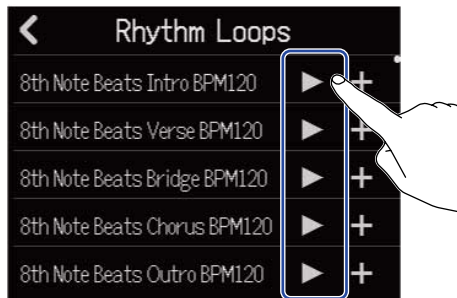 Rhythm Loops
8th Note Beats Intro BPM120
8th Note Beats Verse BPM120
8th Note Beats Bridge BPM120
8th Note Beats Chorus BPM120
8th Note Beats Outro BPM120